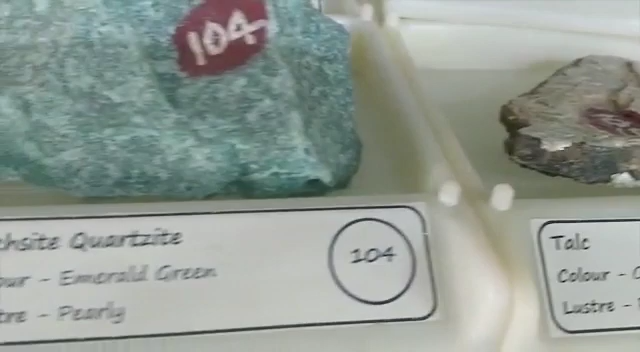 104
chsite Quartzite
our - Emerald Green
tre - Pearly
104
Talc
Colour -
Lustre -